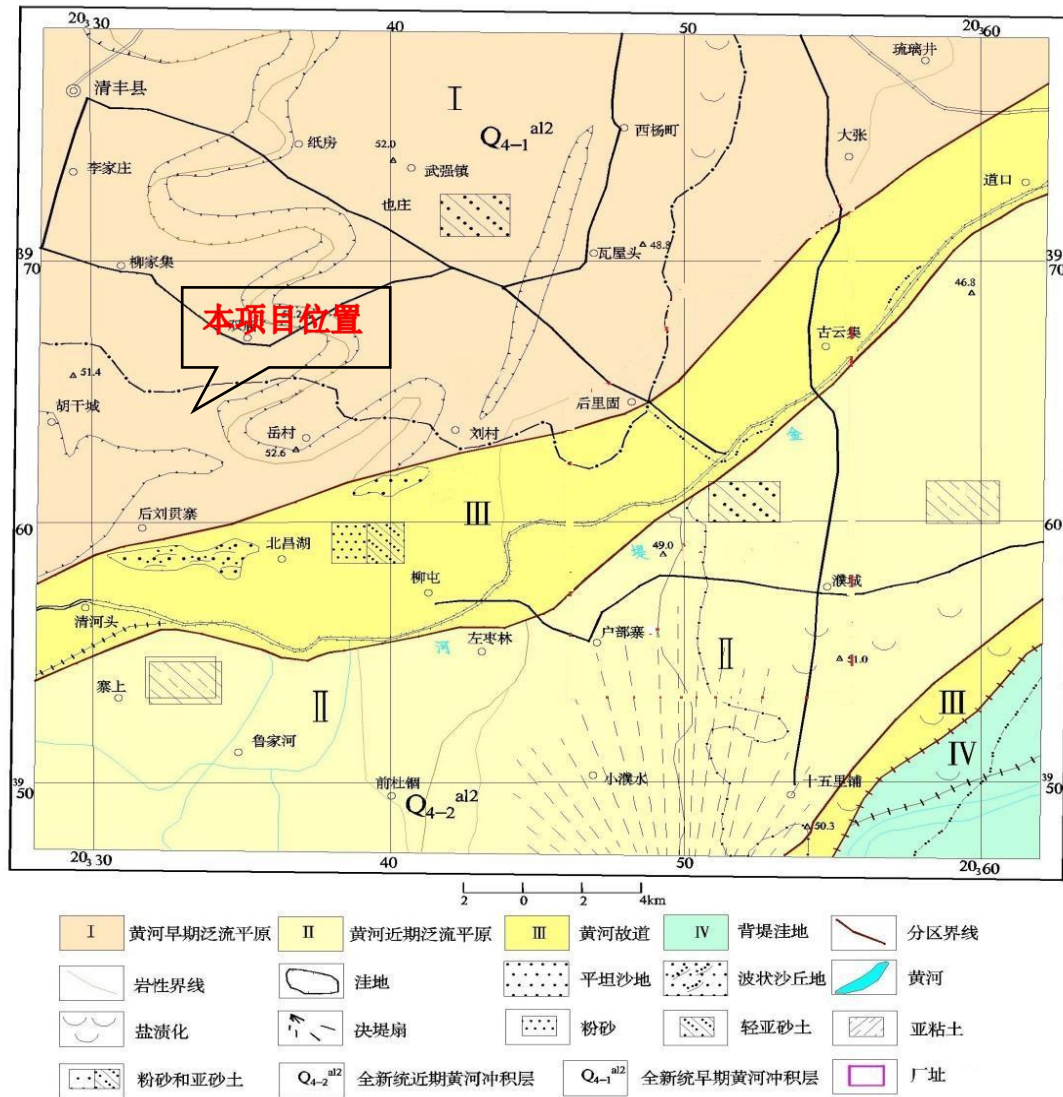 20₃30
40
50
20₃60
清丰县
琉璃井
Ⅰ
Q₄₋₁ᵃˡ²
纸房
52.0
武强镇
西杨町
大张
李家庄
也庄
道口
39
70
柳家集
瓦屋头
48.8
39
70
46.8
本项目位置
古云集
51.4
胡干城
后里固
岳村
52.6
刘村
金
60
后刘贯寨
Ⅲ
60
北昌湖
49.0
堤
柳屯
濮城
清河头
左枣林
户部寨
河
Ⅱ
51.0
寨上
Ⅱ
Ⅲ
鲁家河
Ⅳ
39
50
前杜锢
小濮水
十五里铺
39
50
Q₄₋₂ᵃˡ²
50.3
20₃30
40
50
20₃60
2 0 2 4km
Ⅰ 黄河早期泛流平原 Ⅱ 黄河近期泛流平原 Ⅲ 黄河故道 Ⅳ 背堤洼地 分区界线
岩性界线 洼地 平坦沙地 波状沙丘地 黄河
盐渍化 决堤扇 粉砂 轻亚砂土 亚粘土
粉砂和亚砂土 Q₄₋₂ᵃˡ² 全新统近期黄河冲积层 Q₄₋₁ᵃˡ² 全新统早期黄河冲积层 厂址